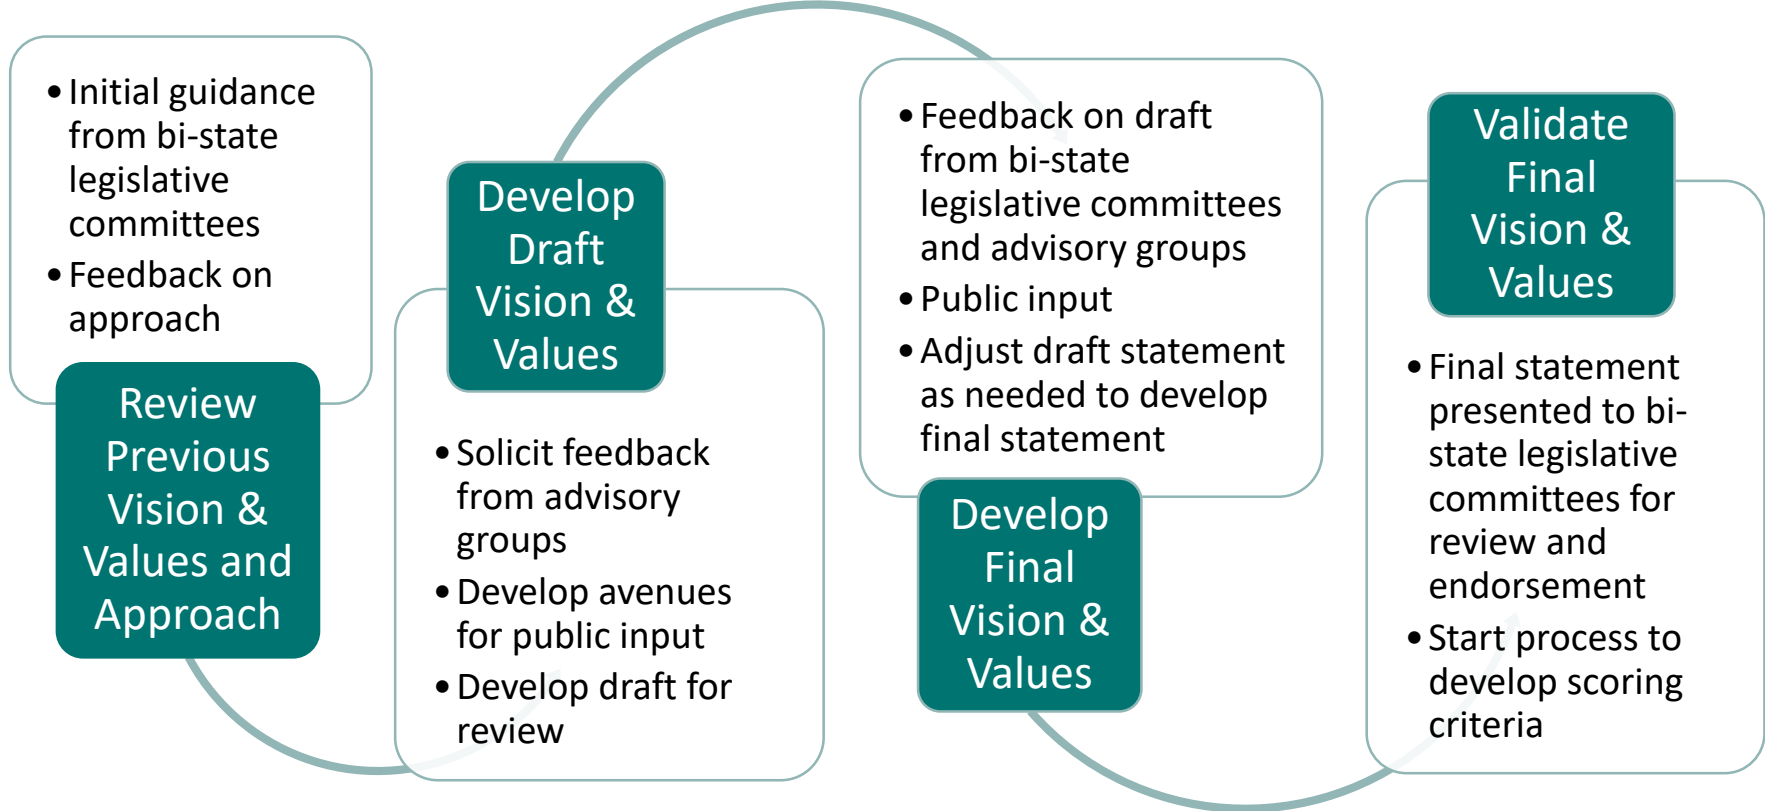 • Initial guidance
from bi-state
legislative
committees
• Feedback on
approach
Review
Previous
Vision &
Values and
Approach
Develop
Draft
Vision &
Values
• Solicit feedback
from advisory
groups
• Develop avenues
for public input
• Develop draft for
review
• Feedback on draft
from bi-state
legislative committees
and advisory groups
• Public input
• Adjust draft statement
as needed to develop
final statement
Develop
Final
Vision &
Values
Validate
Final
Vision &
Values
• Final statement
presented to bi-
state legislative
committees for
review and
endorsement
• Start process to
develop scoring
criteria